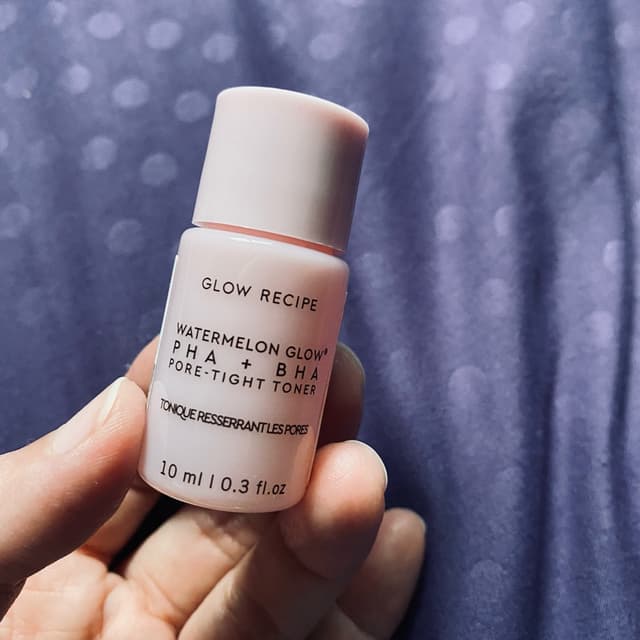 GLOW RECIPE
WATERMELON GLOW®
PHA + BHA
PORE-TIGHT TONER
TONIQUE RESSERRANT LES PORES
10 ml | 0.3 fl.oz